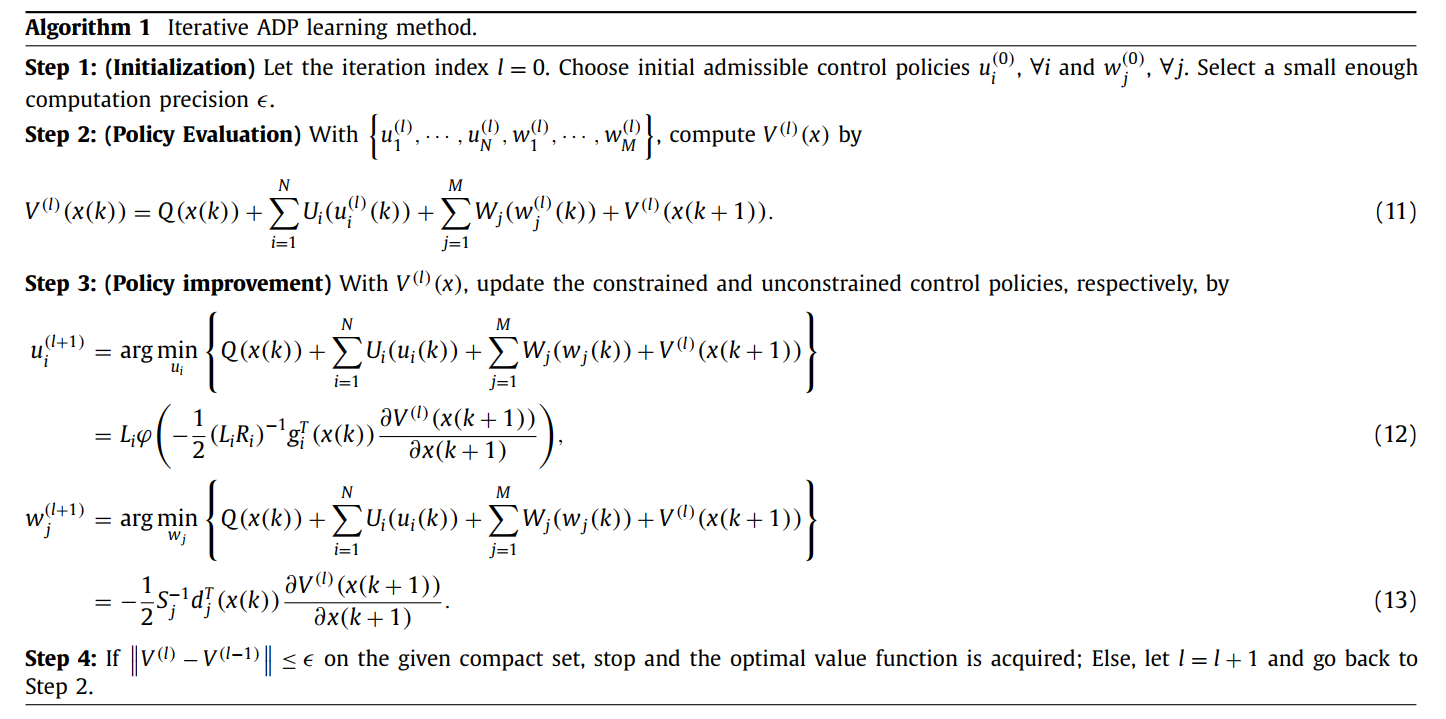 Algorithm 1 Iterative ADP learning method.
Step 1: (Initialization) Let the iteration index $l = 0$. Choose initial admissible control policies $u_i^{(0)}$, $\forall i$ and $w_j^{(0)}$, $\forall j$. Select a small enough
computation precision $\epsilon$.
Step 2: (Policy Evaluation) With $\left\{u_1^{(l)}, \cdots, u_N^{(l)}, w_1^{(l)}, \cdots, w_M^{(l)}\right\}$, compute $V^{(l)}(x)$ by
$V^{(l)}(x(k)) = Q(x(k)) + \sum_{i=1}^{N} U_i(u_i^{(l)}(k)) + \sum_{j=1}^{M} W_j(w_j^{(l)}(k)) + V^{(l)}(x(k+1)).$ (11)
Step 3: (Policy improvement) With $V^{(l)}(x)$, update the constrained and unconstrained control policies, respectively, by
$u_i^{(l+1)} = \arg\min_{u_i} \left\{ Q(x(k)) + \sum_{i=1}^{N} U_i(u_i(k)) + \sum_{j=1}^{M} W_j(w_j(k)) + V^{(l)}(x(k+1)) \right\}$
$= L_i \varphi \left( -\frac{1}{2} (L_i R_i)^{-1} g_i^T(x(k)) \frac{\partial V^{(l)}(x(k+1))}{\partial x(k+1)} \right),$ (12)
$w_j^{(l+1)} = \arg\min_{w_j} \left\{ Q(x(k)) + \sum_{i=1}^{N} U_i(u_i(k)) + \sum_{j=1}^{M} W_j(w_j(k)) + V^{(l)}(x(k+1)) \right\}$
$= -\frac{1}{2} S_j^{-1} d_j^T(x(k)) \frac{\partial V^{(l)}(x(k+1))}{\partial x(k+1)}.$ (13)
Step 4: If $\left\| V^{(l)} - V^{(l-1)} \right\| \leq \epsilon$ on the given compact set, stop and the optimal value function is acquired; Else, let $l = l + 1$ and go back to
Step 2.